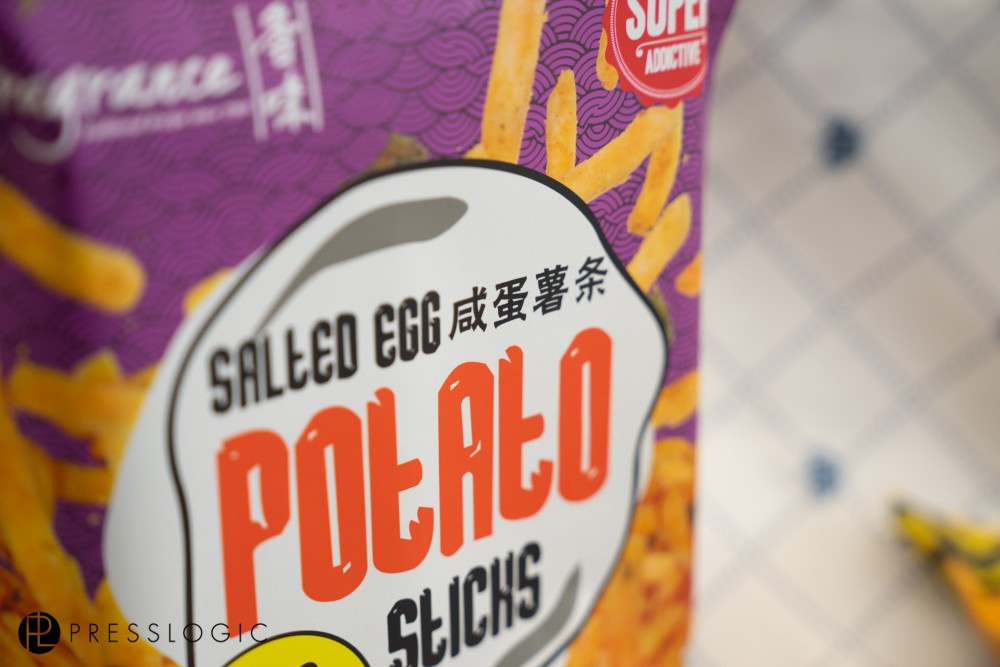 香味
SUPER
ADDICTIVE
SALTED EGG 咸蛋薯条
POTATO
STICKS
PRESSLOGIC